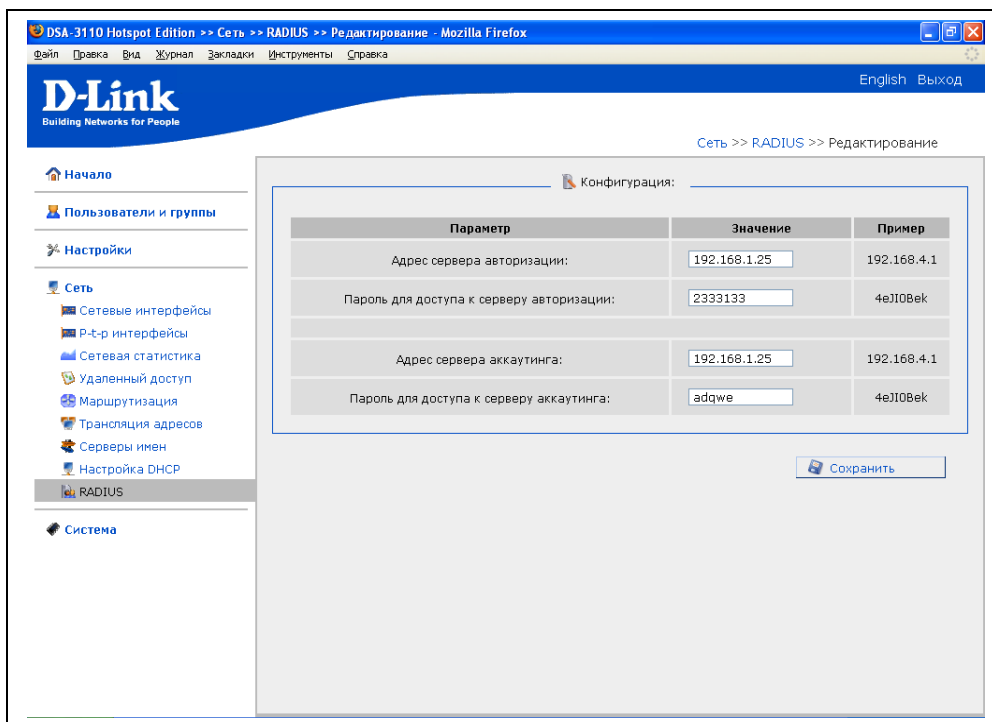 DSA-3110 Hotspot Edition >> Сеть >> RADIUS >> Редактирование - Mozilla Firefox
Файл Правка Вид Журнал Закладки Инструменты Справка
English Выход
D-Link
Building Networks for People
Сеть >> RADIUS >> Редактирование
Начало
Пользователи и группы
Настройки
Сеть
Сетевые интерфейсы
P-t-p интерфейсы
Сетевая статистика
Удаленный доступ
Маршрутизация
Трансляция адресов
Серверы имен
Настройка DHCP
RADIUS
Система
Конфигурация:
Параметр Значение Пример
Адрес сервера авторизации: 192.168.1.25 192.168.4.1
Пароль для доступа к серверу авторизации: 2333133 4eJI0Bek
Адрес сервера аккаутинга: 192.168.1.25 192.168.4.1
Пароль для доступа к серверу аккаутинга: adqwe 4eJI0Bek
Сохранить